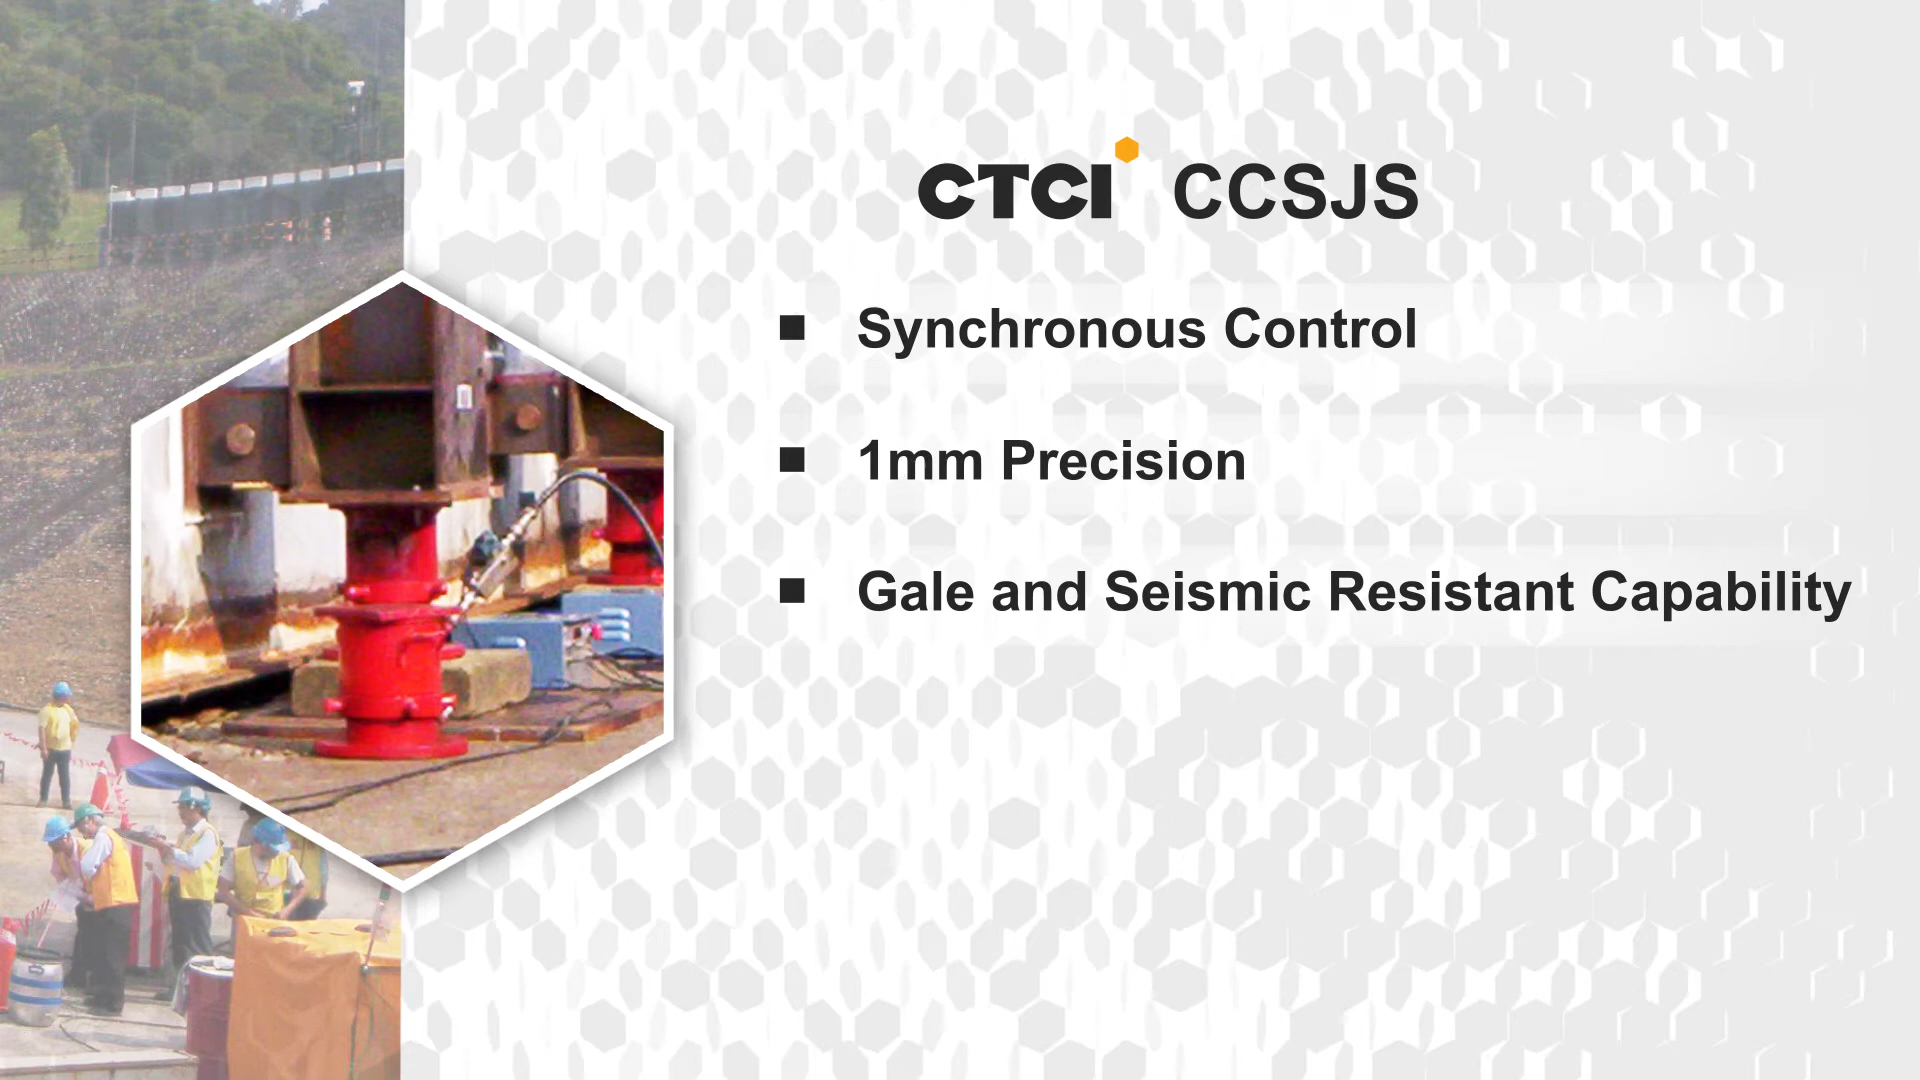 CTCI CCSJS
■ Synchronous Control
■ 1mm Precision
■ Gale and Seismic Resistant Capability